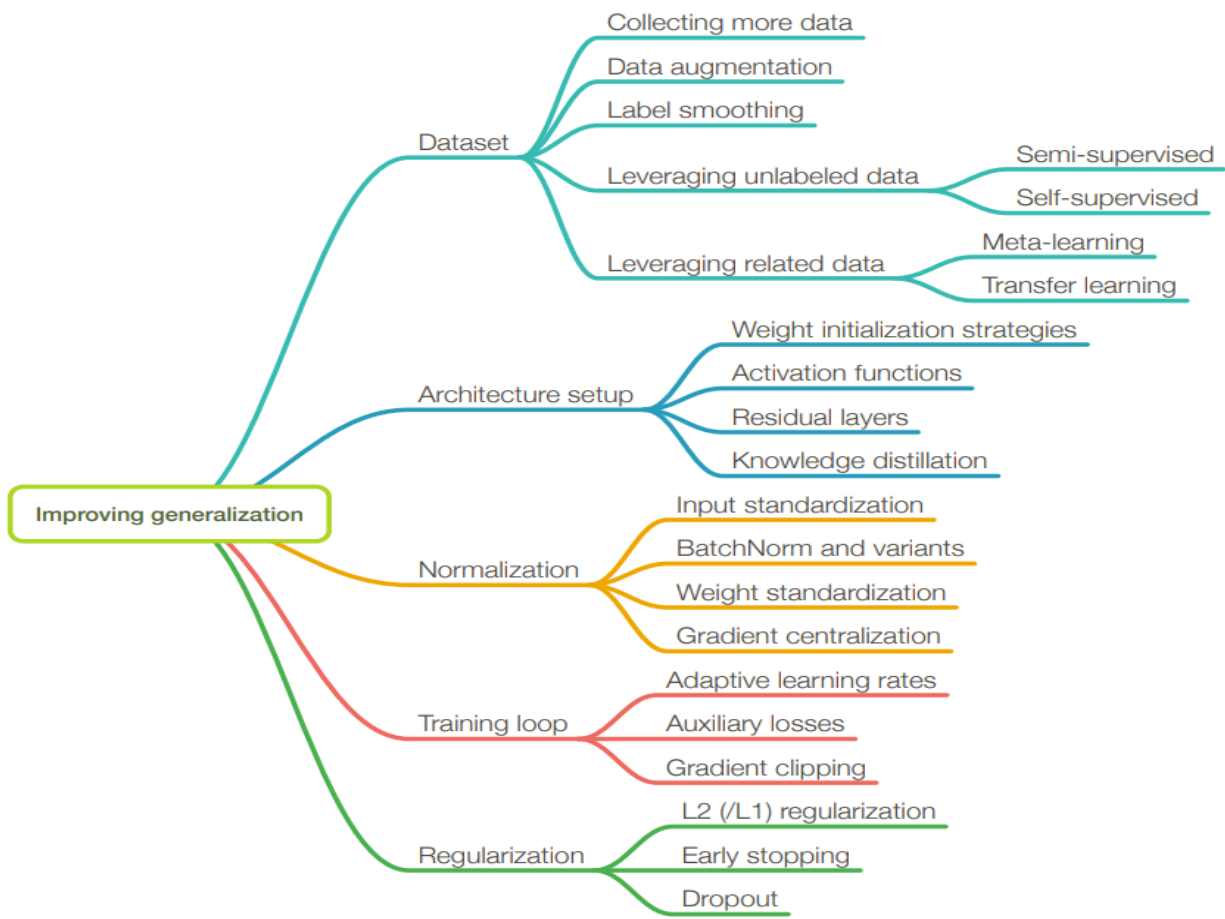 Improving generalization
Dataset
Collecting more data
Data augmentation
Label smoothing
Leveraging unlabeled data
Semi-supervised
Self-supervised
Leveraging related data
Meta-learning
Transfer learning
Architecture setup
Weight initialization strategies
Activation functions
Residual layers
Knowledge distillation
Normalization
Input standardization
BatchNorm and variants
Weight standardization
Gradient centralization
Training loop
Adaptive learning rates
Auxiliary losses
Gradient clipping
Regularization
L2 (/L1) regularization
Early stopping
Dropout